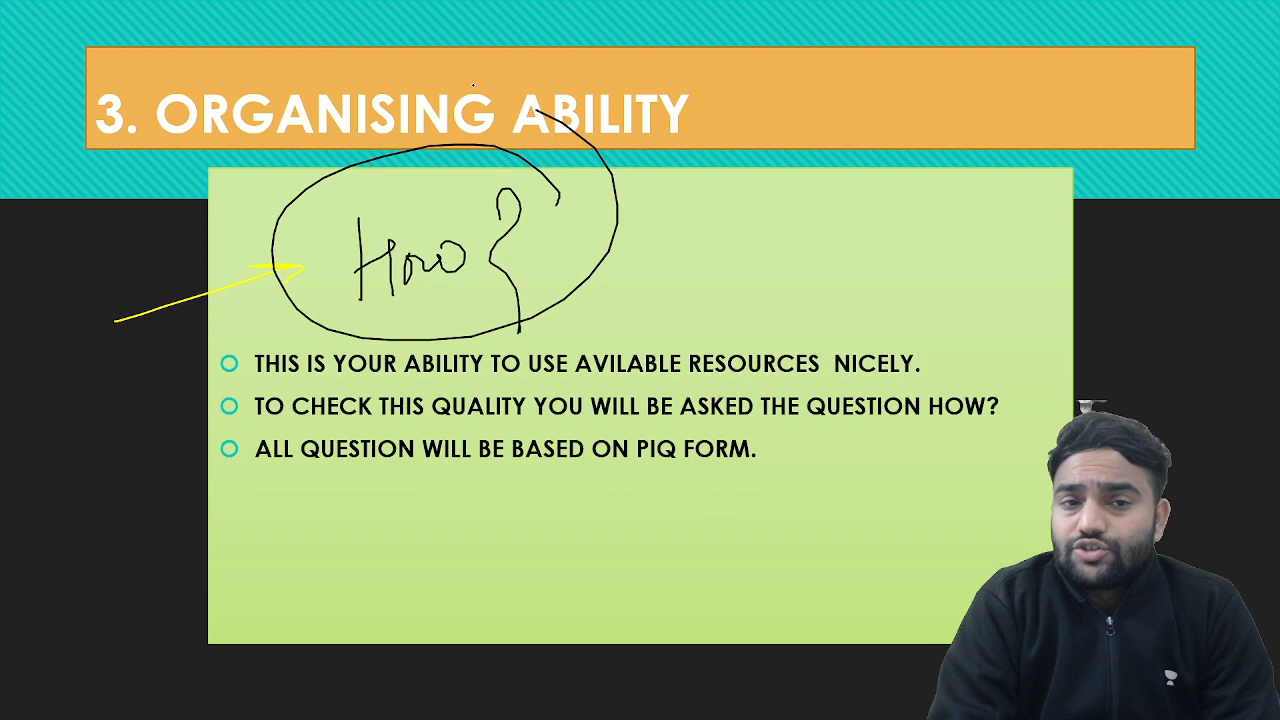 3. ORGANISING ABILITY
How?
THIS IS YOUR ABILITY TO USE AVILABLE RESOURCES NICELY.
TO CHECK THIS QUALITY YOU WILL BE ASKED THE QUESTION HOW?
ALL QUESTION WILL BE BASED ON PIQ FORM.